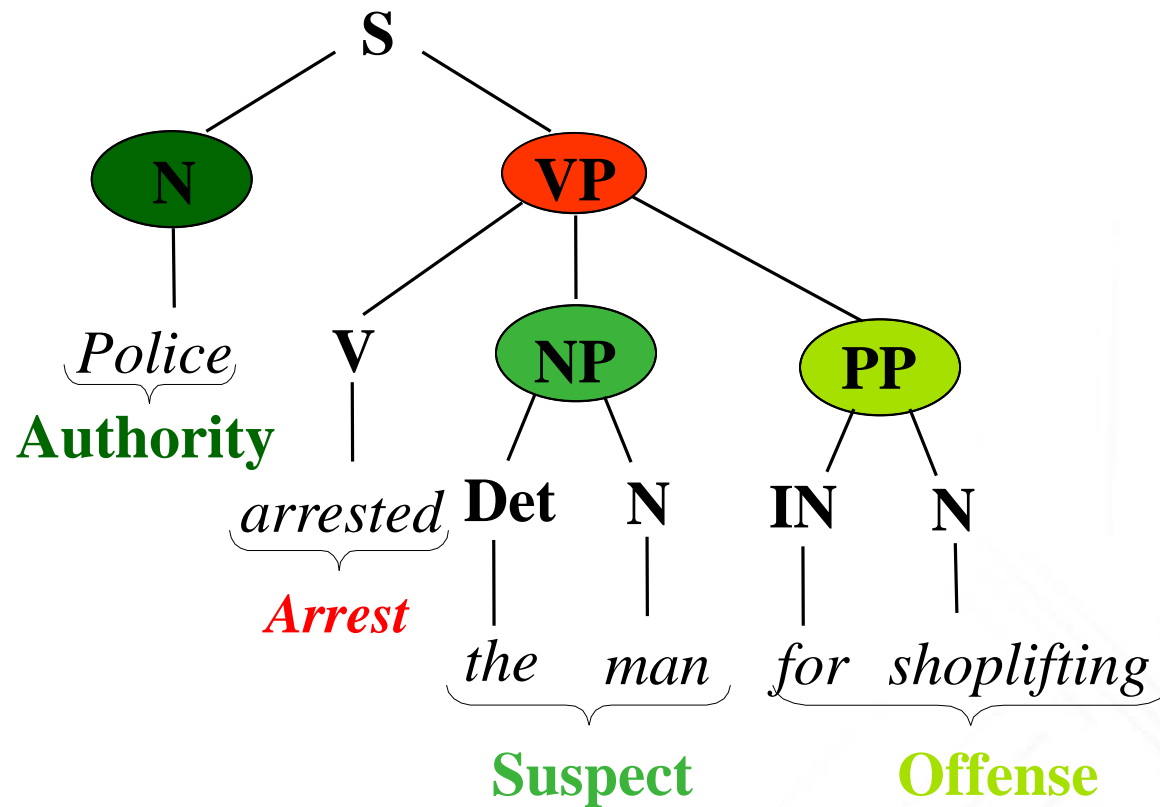 S
N VP
Police V NP PP
Authority
arrested Det N IN N
Arrest
the man for shoplifting
Suspect Offense